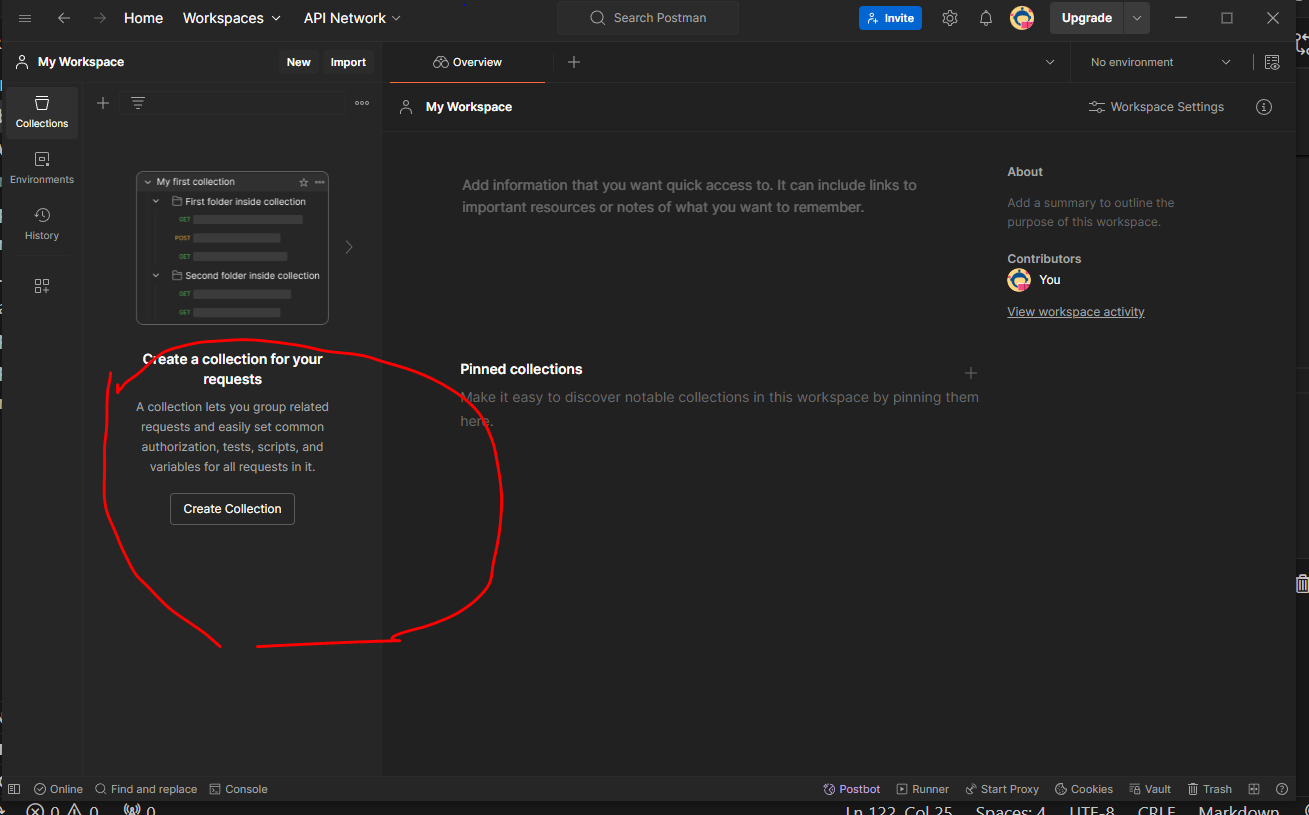 Home Workspaces API Network Search Postman Invite Upgrade
My Workspace New Import Overview No environment
Collections
Environments
History
My first collection
First folder inside collection
GET
POST
GET
Second folder inside collection
GET
GET
Create a collection for your
requests
A collection lets you group related
requests and easily set common
authorization, tests, scripts, and
variables for all requests in it.
Create Collection
My Workspace Workspace Settings
Add information that you want quick access to. It can include links to
important resources or notes of what you want to remember.
Pinned collections
Make it easy to discover notable collections in this workspace by pinning them
here.
About
Add a summary to outline the
purpose of this workspace.
Contributors
You
View workspace activity
Online Find and replace Console Postbot Runner Start Proxy Cookies Vault Trash
0 0 0 Ln 122, Col 25 Spaces: 4 UTF-8 CRLF Markdown